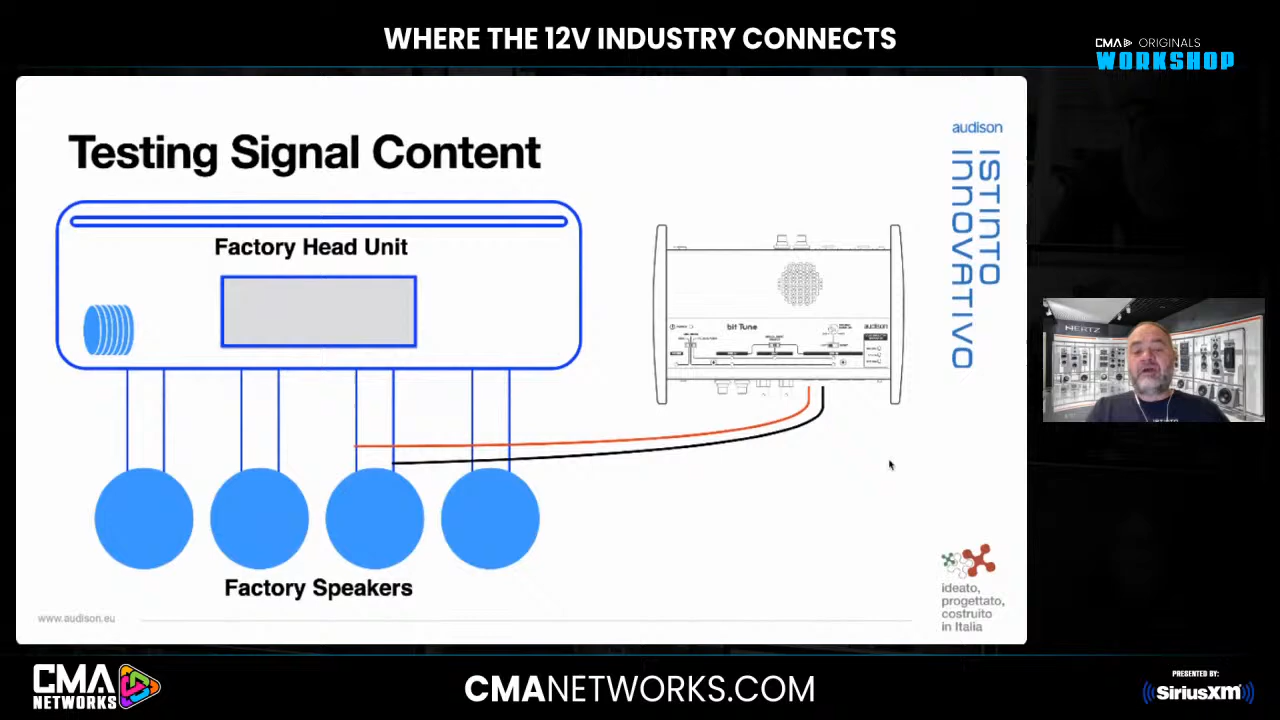 WHERE THE 12V INDUSTRY CONNECTS
CMA ORIGINALS
WORKSHOP
Testing Signal Content
audison
ISTINTO
INNOVATIVO
Factory Head Unit
bit Tune
audison
HERTZ
Factory Speakers
www.audison.eu
ideato,
progettato,
costruito
in Italia
CMA
NETWORKS
CMANETWORKS.COM
PRESENTED BY:
SiriusXM